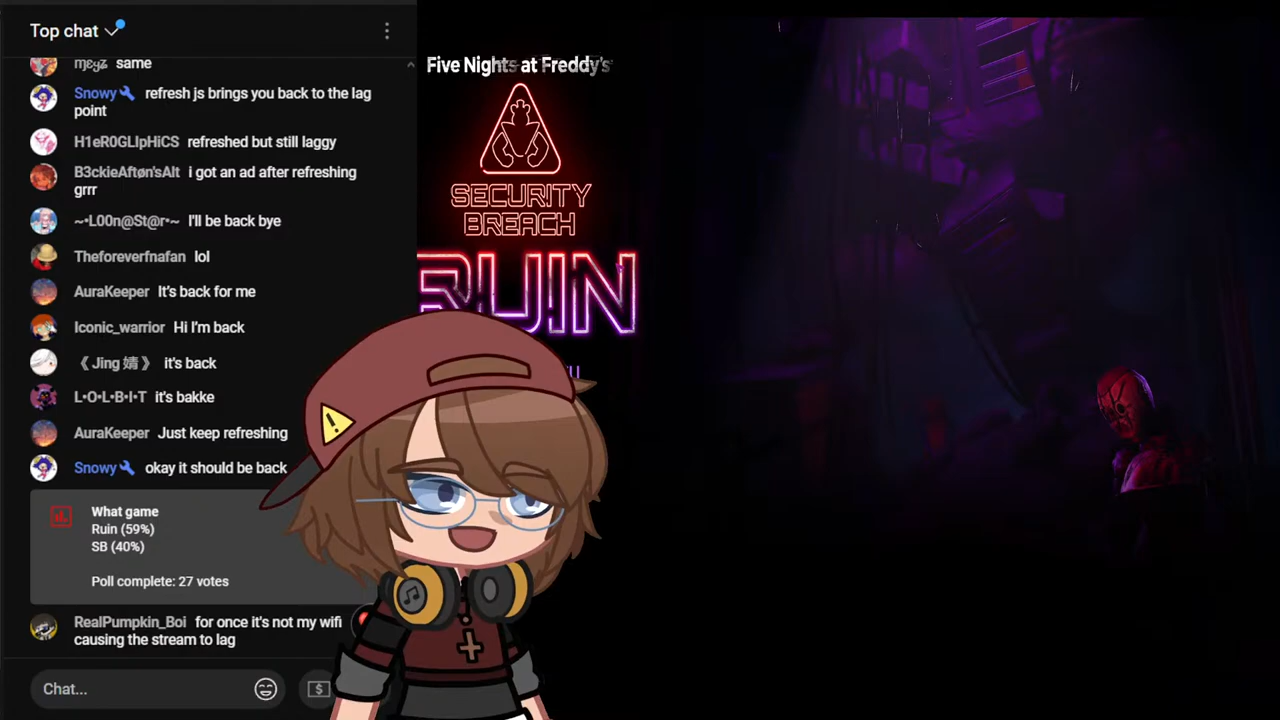 Top chat
ɱɛყʑ same
Snowy refresh js brings you back to the lag
point
H1eR0GLIpHiCS refreshed but still laggy
B3ckieAftøn'sAlt i got an ad after refreshing
grrr
~•L00n@St@r•~ I'll be back bye
Theforeverfnafan lol
AuraKeeper It's back for me
Iconic_warrior Hi I'm back
《Jing 婧》 it's back
L•O•L•B•I•T it's bakke
AuraKeeper Just keep refreshing
Snowy okay it should be back
What game
Ruin (59%)
SB (40%)
Poll complete: 27 votes
RealPumpkin_Boi for once it's not my wifi
causing the stream to lag
Chat...
Five Nights at Freddy's
SECURITY
BREACH
RUIN